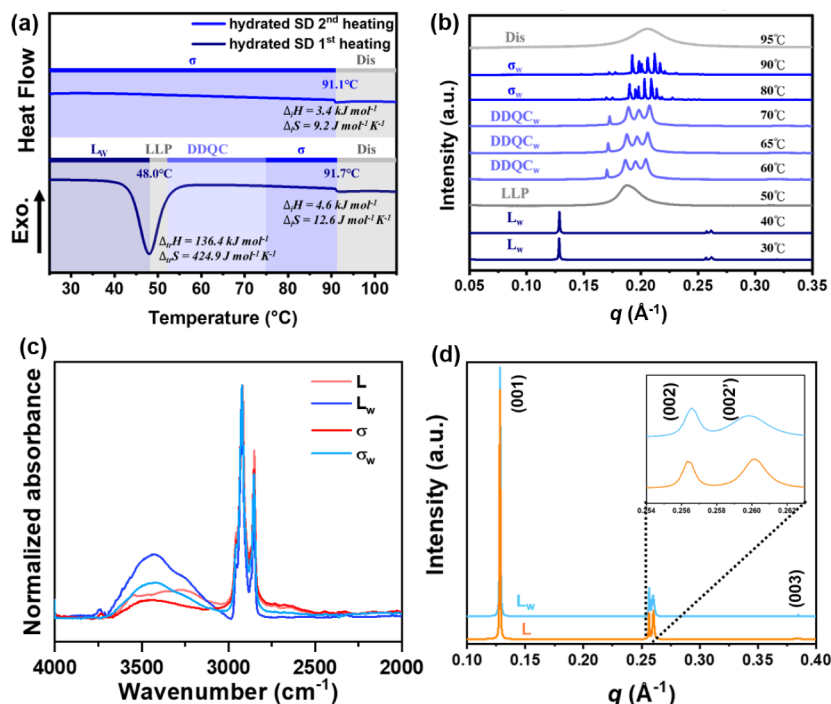 (a)
hydrated SD 2nd heating
hydrated SD 1st heating
σ
Dis
91.1°C
ΔiH = 3.4 kJ mol-1
ΔiS = 9.2 J mol-1 K-1
LW
LLP
DDQC
σ
Dis
48.0°C
91.7°C
ΔiH = 4.6 kJ mol-1
ΔiS = 12.6 J mol-1 K-1
ΔtrH = 136.4 kJ mol-1
ΔtrS = 424.9 J mol-1 K-1
Heat Flow
Exo.
30 40 50 60 70 80 90 100
Temperature (°C)
(b)
Dis 95℃
σw 90℃
σw 80℃
DDQCw 70℃
DDQCw 65℃
DDQCw 60℃
LLP 50℃
Lw 40℃
Lw 30℃
Intensity (a.u.)
0.05 0.10 0.15 0.20 0.25 0.30 0.35
q (Å-1)
(c)
L
Lw
σ
σw
Normalized absorbance
4000 3500 3000 2500 2000
Wavenumber (cm-1)
(d)
(001)
(002) (002')
0.254 0.256 0.258 0.260 0.262
(003)
Lw
L
Intensity (a.u.)
0.10 0.15 0.20 0.25 0.30 0.35 0.40
q (Å-1)